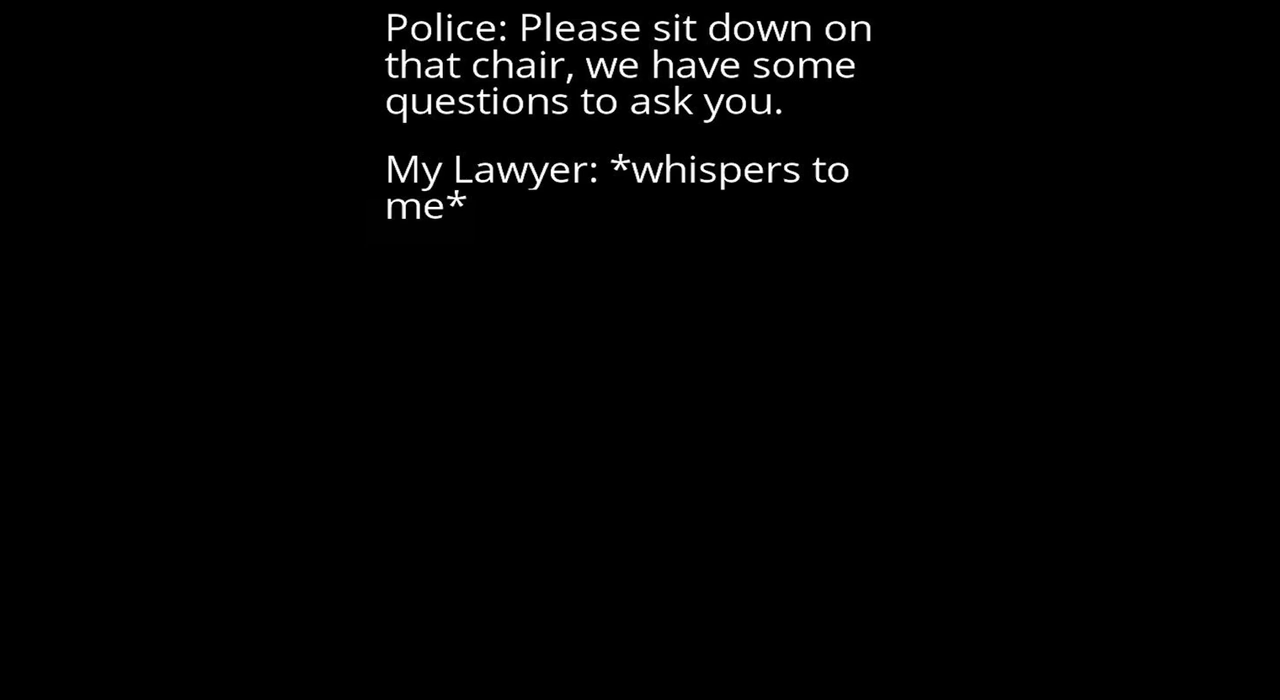 Police: Please sit down on
that chair, we have some
questions to ask you.
My Lawyer: *whispers to
me*